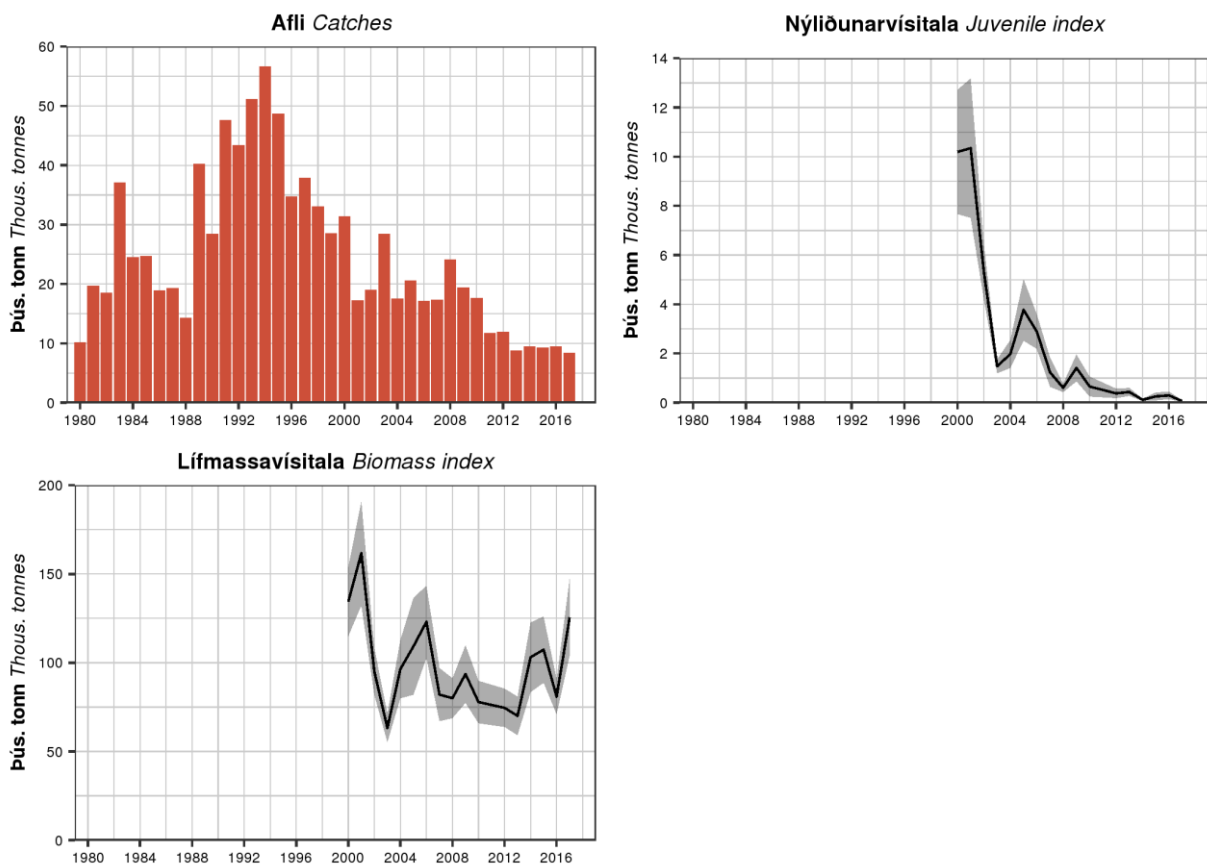 Afli Catches
Þús. tonn Thous. tonnes
60
50
40
30
20
10
0
1980 1984 1988 1992 1996 2000 2004 2008 2012 2016
Nýliðunarvísitala Juvenile index
Þús. tonn Thous. tonnes
14
12
10
8
6
4
2
0
1980 1984 1988 1992 1996 2000 2004 2008 2012 2016
Lífmassavísitala Biomass index
Þús. tonn Thous. tonnes
200
150
100
50
0
1980 1984 1988 1992 1996 2000 2004 2008 2012 2016